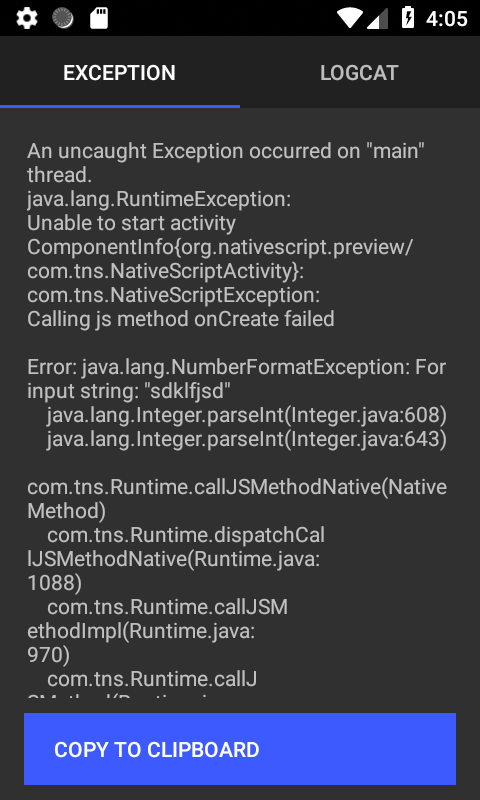 4:05
EXCEPTION
LOGCAT
An uncaught Exception occurred on "main"
thread.
java.lang.RuntimeException:
Unable to start activity
ComponentInfo{org.nativescript.preview/
com.tns.NativeScriptActivity}:
com.tns.NativeScriptException:
Calling js method onCreate failed
Error: java.lang.NumberFormatException: For
input string: "sdklfjsd"
java.lang.Integer.parseInt(Integer.java:608)
java.lang.Integer.parseInt(Integer.java:643)
com.tns.Runtime.callJSMethodNative(Native
Method)
com.tns.Runtime.dispatchCal
lJSMethodNative(Runtime.java:
1088)
com.tns.Runtime.callJSM
ethodImpl(Runtime.java:
970)
com.tns.Runtime.callJ
COPY TO CLIPBOARD